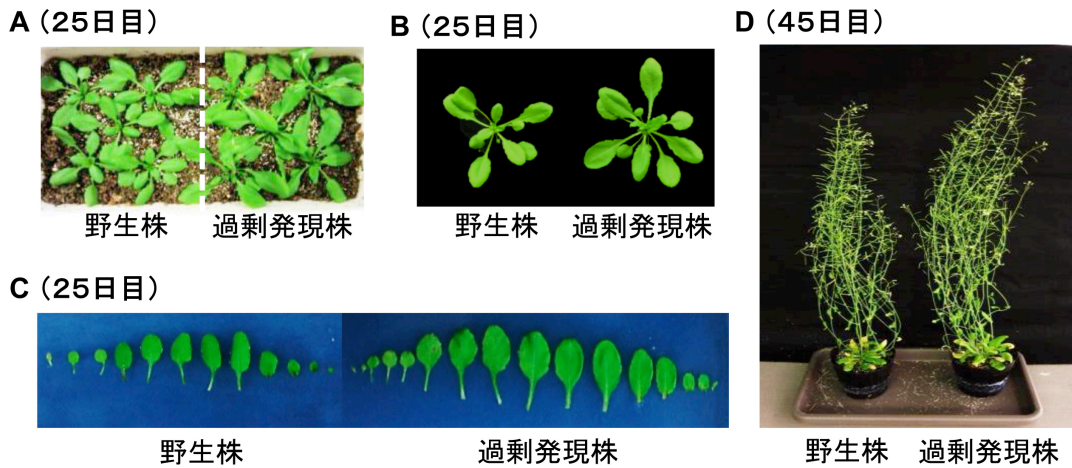 A（25日目）
野生株
過剰発現株
B（25日目）
野生株
過剰発現株
C（25日目）
野生株
過剰発現株
D（45日目）
野生株
過剰発現株